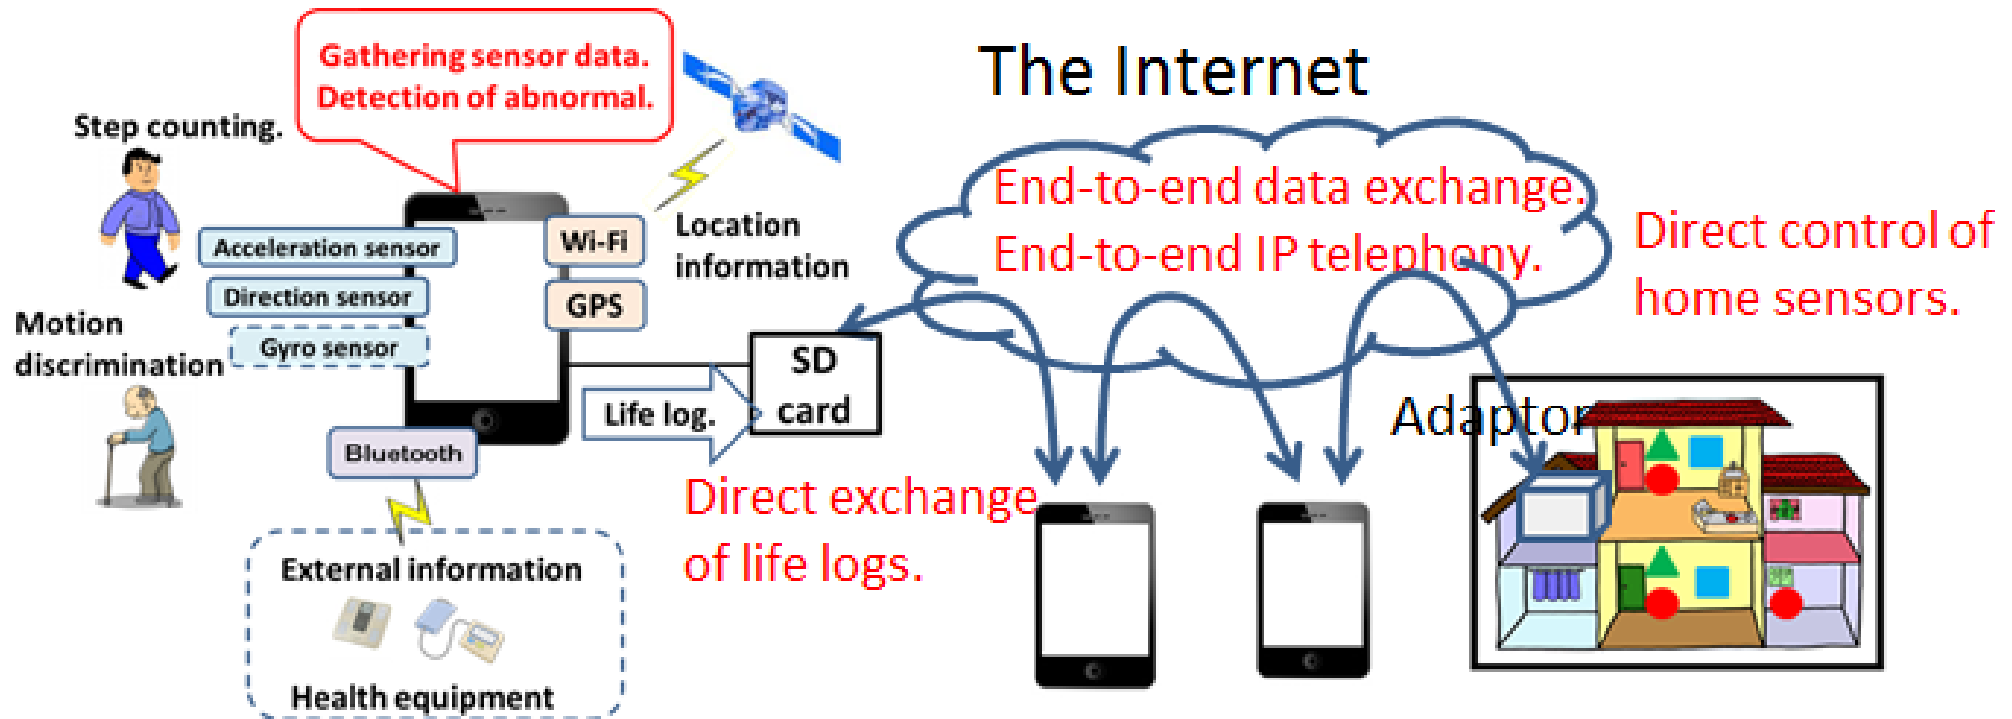 Gathering sensor data.
Detection of abnormal.
Step counting.
Acceleration sensor
Direction sensor
Gyro sensor
Motion
discrimination
Wi-Fi
GPS
Location
information
Bluetooth
External information
Health equipment
Life log.
SD
card
Direct exchange
of life logs.
The Internet
End-to-end data exchange.
End-to-end IP telephony.
Direct control of
home sensors.
Adaptor